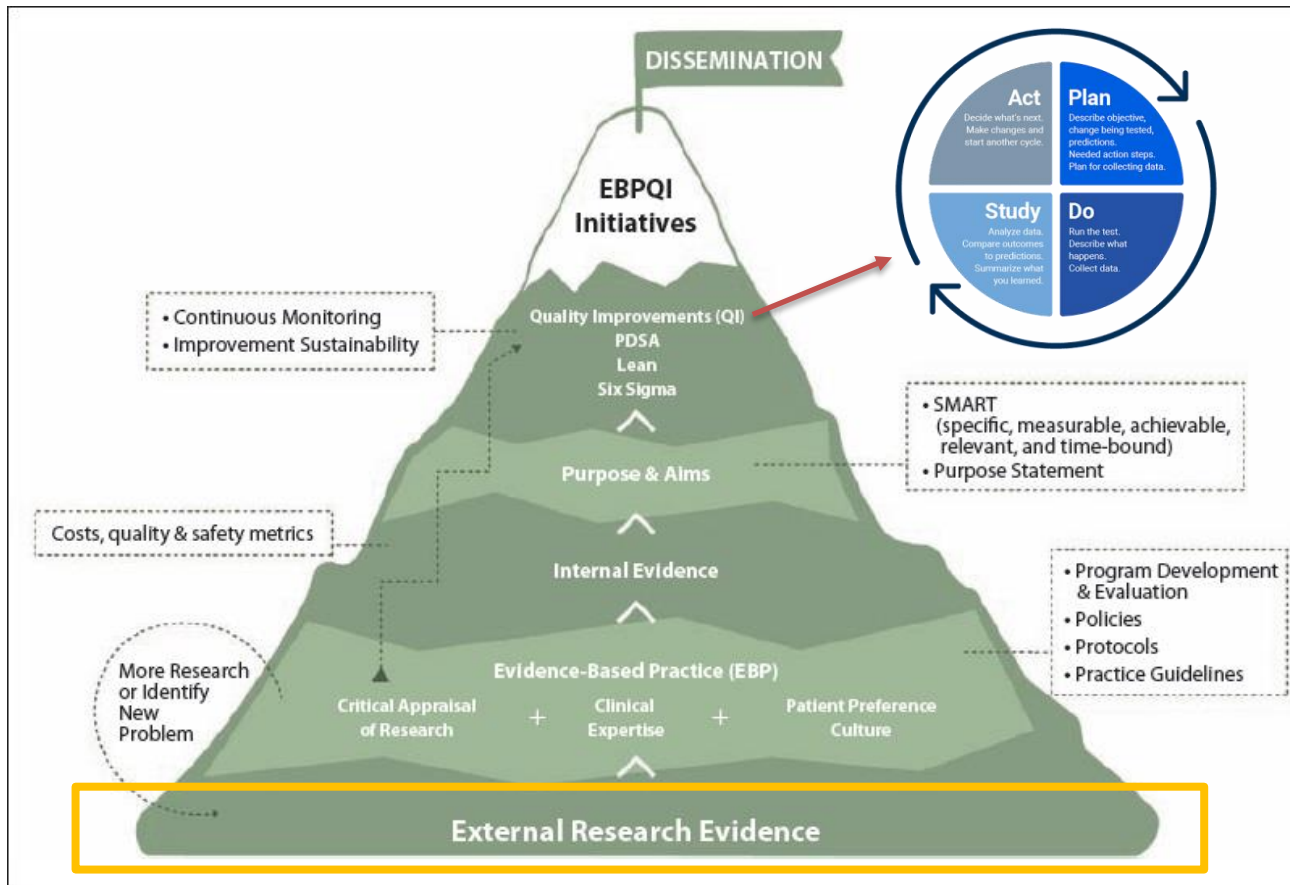 DISSEMINATION
EBPQI
Initiatives
Act
Decide what's next.
Make changes and
start another cycle.
Plan
Describe objective,
change being tested,
predictions.
Needed action steps.
Plan for collecting data.
Study
Analyze data.
Compare outcomes
to predictions.
Summarize what
you learned.
Do
Run the test.
Describe what
happens.
Collect data.
• Continuous Monitoring
• Improvement Sustainability
Quality Improvements (QI)
PDSA
Lean
Six Sigma
• SMART
(specific, measurable, achievable,
relevant, and time-bound)
• Purpose Statement
Purpose & Aims
Costs, quality & safety metrics
Internal Evidence
• Program Development
& Evaluation
• Policies
• Protocols
• Practice Guidelines
More Research
or Identify
New
Problem
Evidence-Based Practice (EBP)
Critical Appraisal
of Research
+
Clinical
Expertise
+
Patient Preference
Culture
External Research Evidence